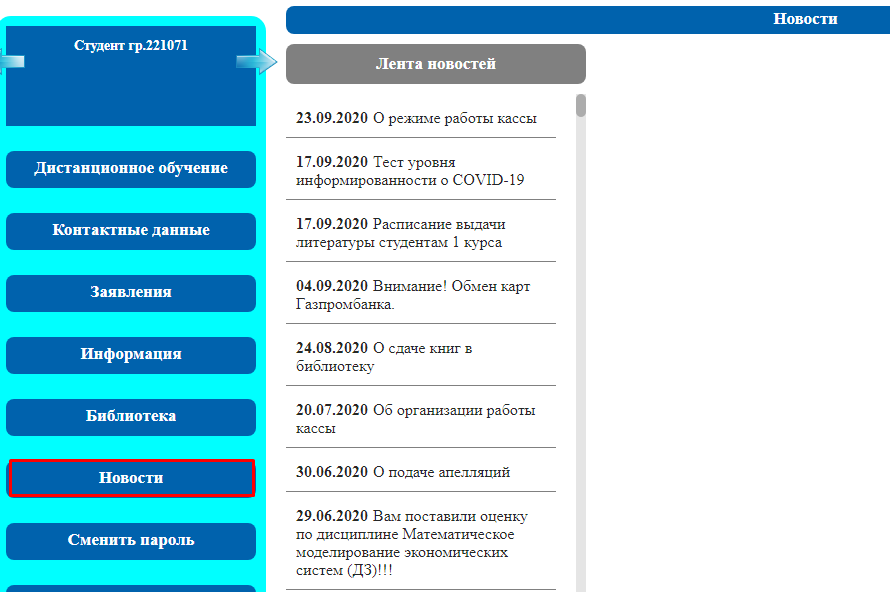 Студент гр.221071
Дистанционное обучение
Контактные данные
Заявления
Информация
Библиотека
Новости
Сменить пароль
Новости
Лента новостей
23.09.2020 О режиме работы кассы
17.09.2020 Тест уровня
информированности о COVID-19
17.09.2020 Расписание выдачи
литературы студентам 1 курса
04.09.2020 Внимание! Обмен карт
Газпромбанка.
24.08.2020 О сдаче книг в
библиотеку
20.07.2020 Об организации работы
кассы
30.06.2020 О подаче апелляций
29.06.2020 Вам поставили оценку
по дисциплине Математическое
моделирование экономических
систем (ДЗ)!!!